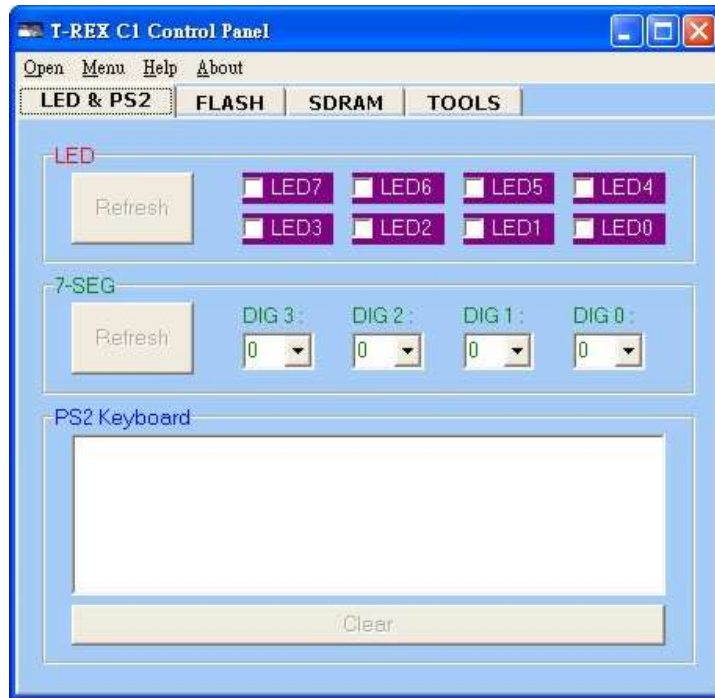 T-REX C1 Control Panel
Open Menu Help About
LED & PS2 FLASH SDRAM TOOLS
LED
Refresh
LED7 LED6 LED5 LED4
LED3 LED2 LED1 LED0
7-SEG
Refresh
DIG 3 : DIG 2 : DIG 1 : DIG 0 :
0 0 0 0
PS2 Keyboard
Clear